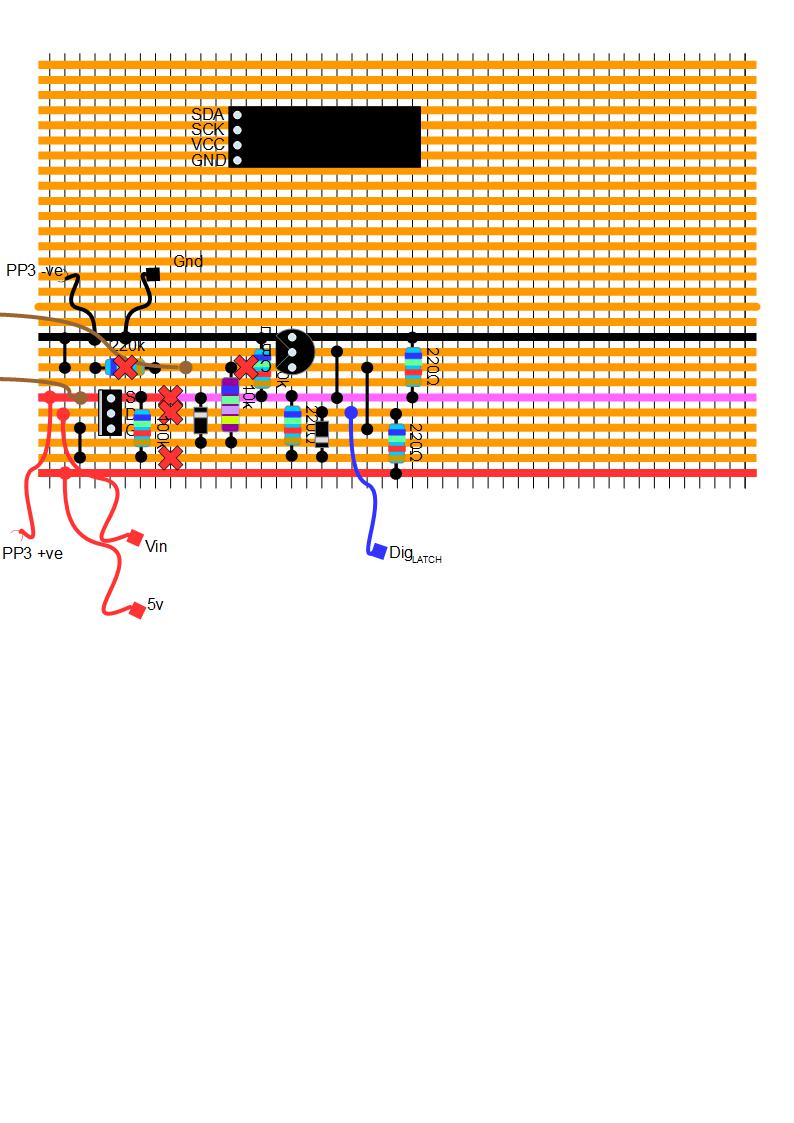 SDA
SCK
VCC
GND
Gnd
PP3 -ve
220k
10k
100k
220Ω
220Ω
220Ω
S
PP3 +ve
Vin
Dig LATCH
5v